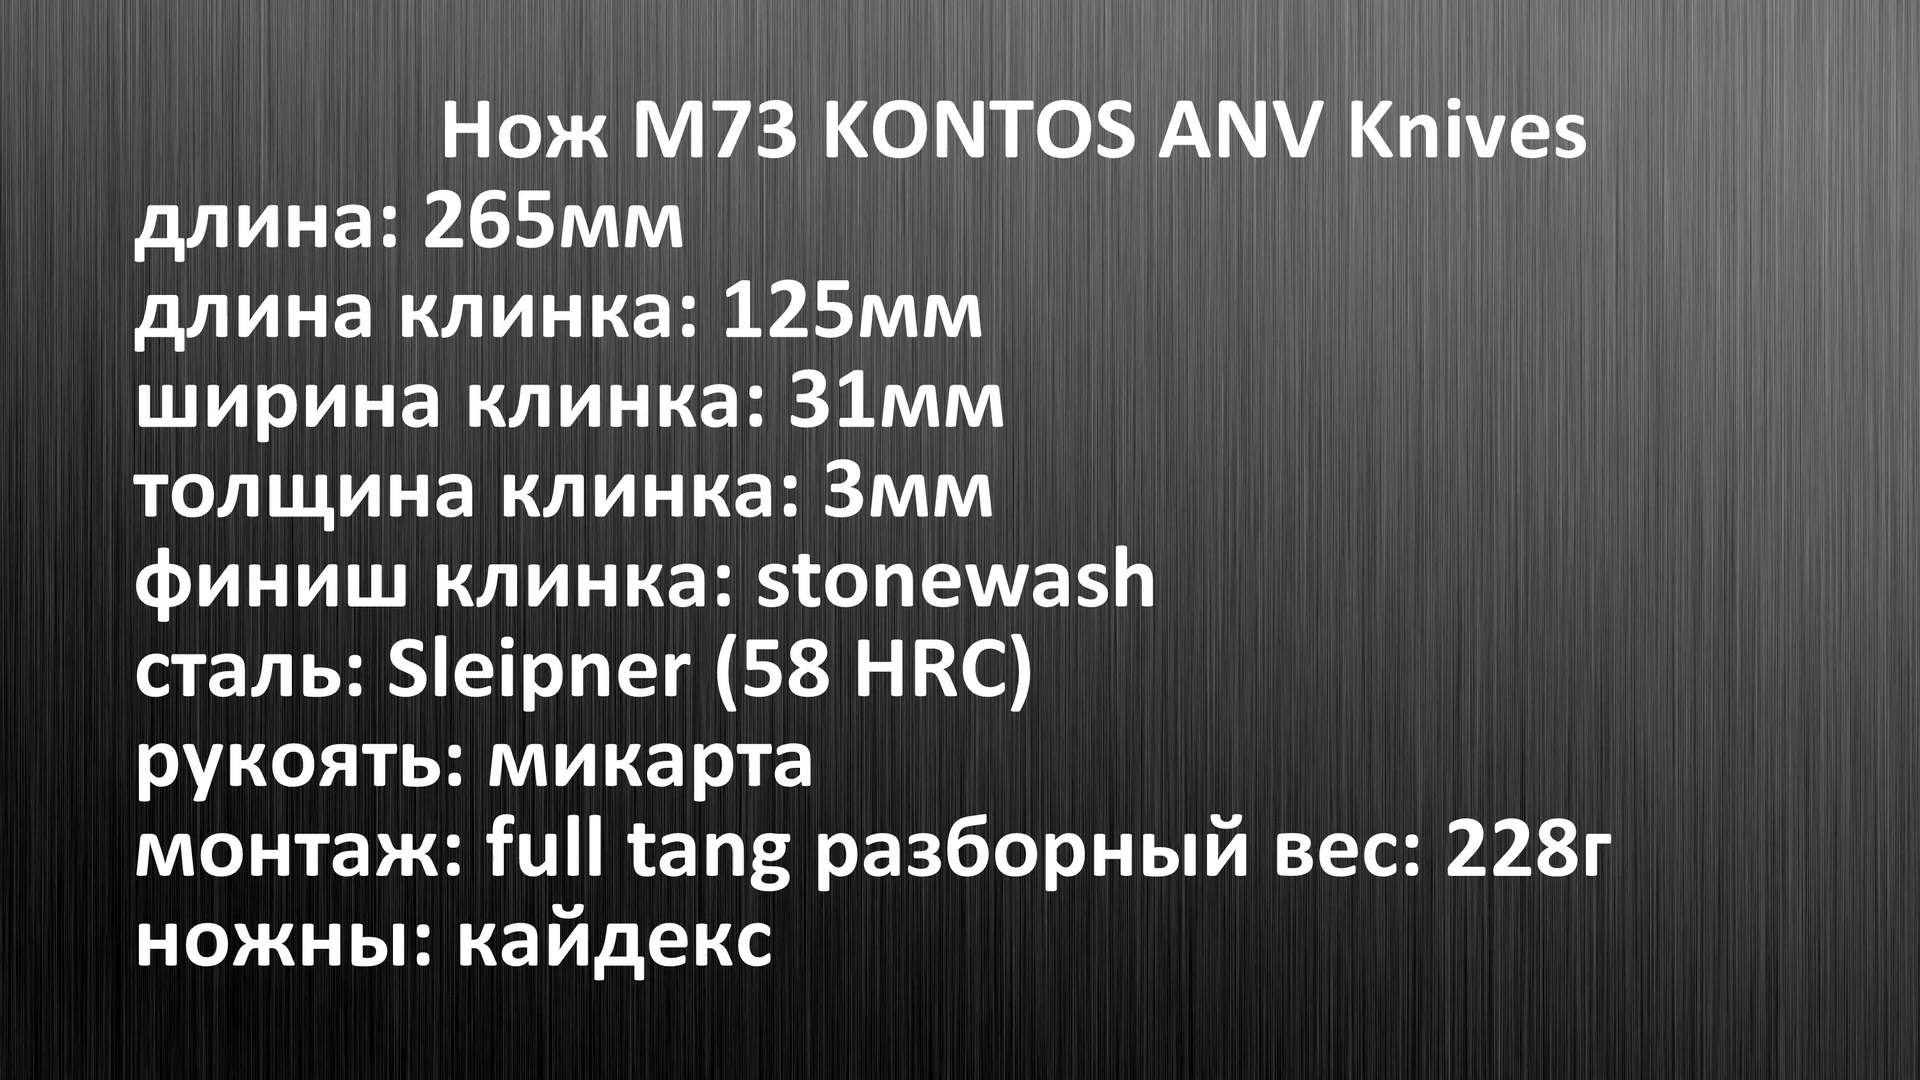 Нож M73 KONTOS ANV Knives
длина: 265мм
длина клинка: 125мм
ширина клинка: 31мм
толщина клинка: 3мм
финиш клинка: stonewash
сталь: Sleipner (58 HRC)
рукоять: микарта
монтаж: full tang разборный вес: 228г
ножны: кайдекс